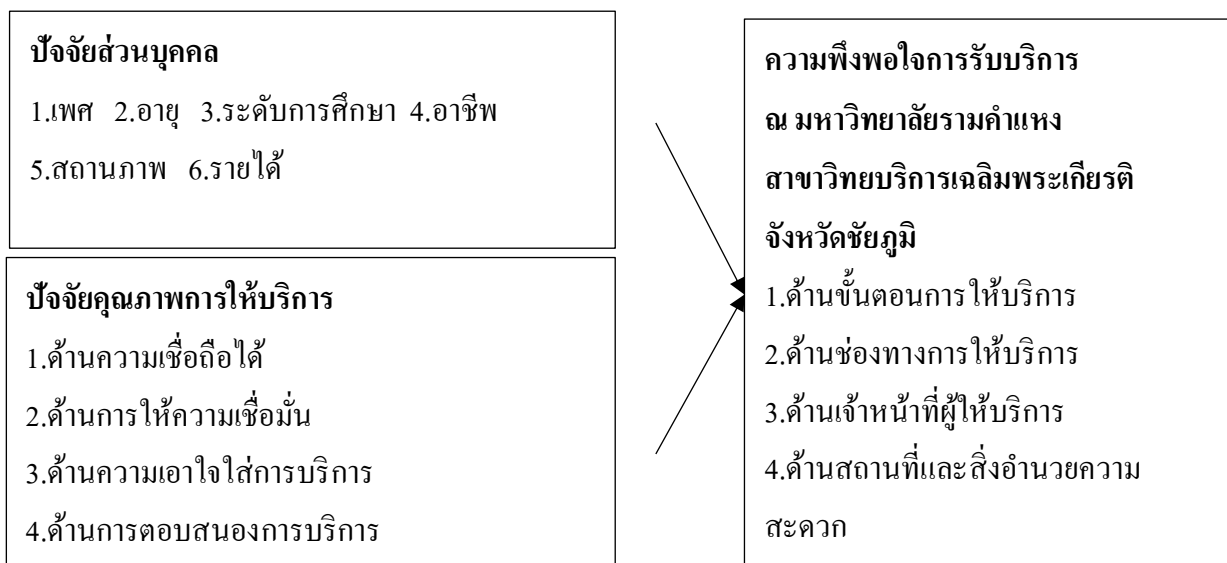 ปัจจัยส่วนบุคคล
1.เพศ 2.อายุ 3.ระดับการศึกษา 4.อาชีพ
5.สถานภาพ 6.รายได้
ปัจจัยคุณภาพการให้บริการ
1.ด้านความเชื่อถือได้
2.ด้านการให้ความเชื่อมั่น
3.ด้านความเอาใจใส่การบริการ
4.ด้านการตอบสนองการบริการ
ความพึงพอใจการรับบริการ
ณ มหาวิทยาลัยรามคำแหง
สาขาวิทยบริการเฉลิมพระเกียรติ
จังหวัดชัยภูมิ
1.ด้านขั้นตอนการให้บริการ
2.ด้านช่องทางการให้บริการ
3.ด้านเจ้าหน้าที่ผู้ให้บริการ
4.ด้านสถานที่และสิ่งอำนวยความ
สะดวก